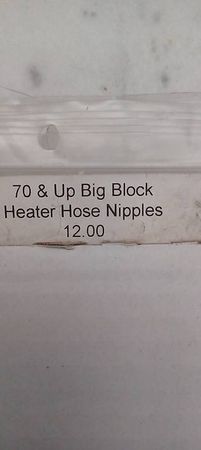 70 & Up Big Block
Heater Hose Nipples
12.00